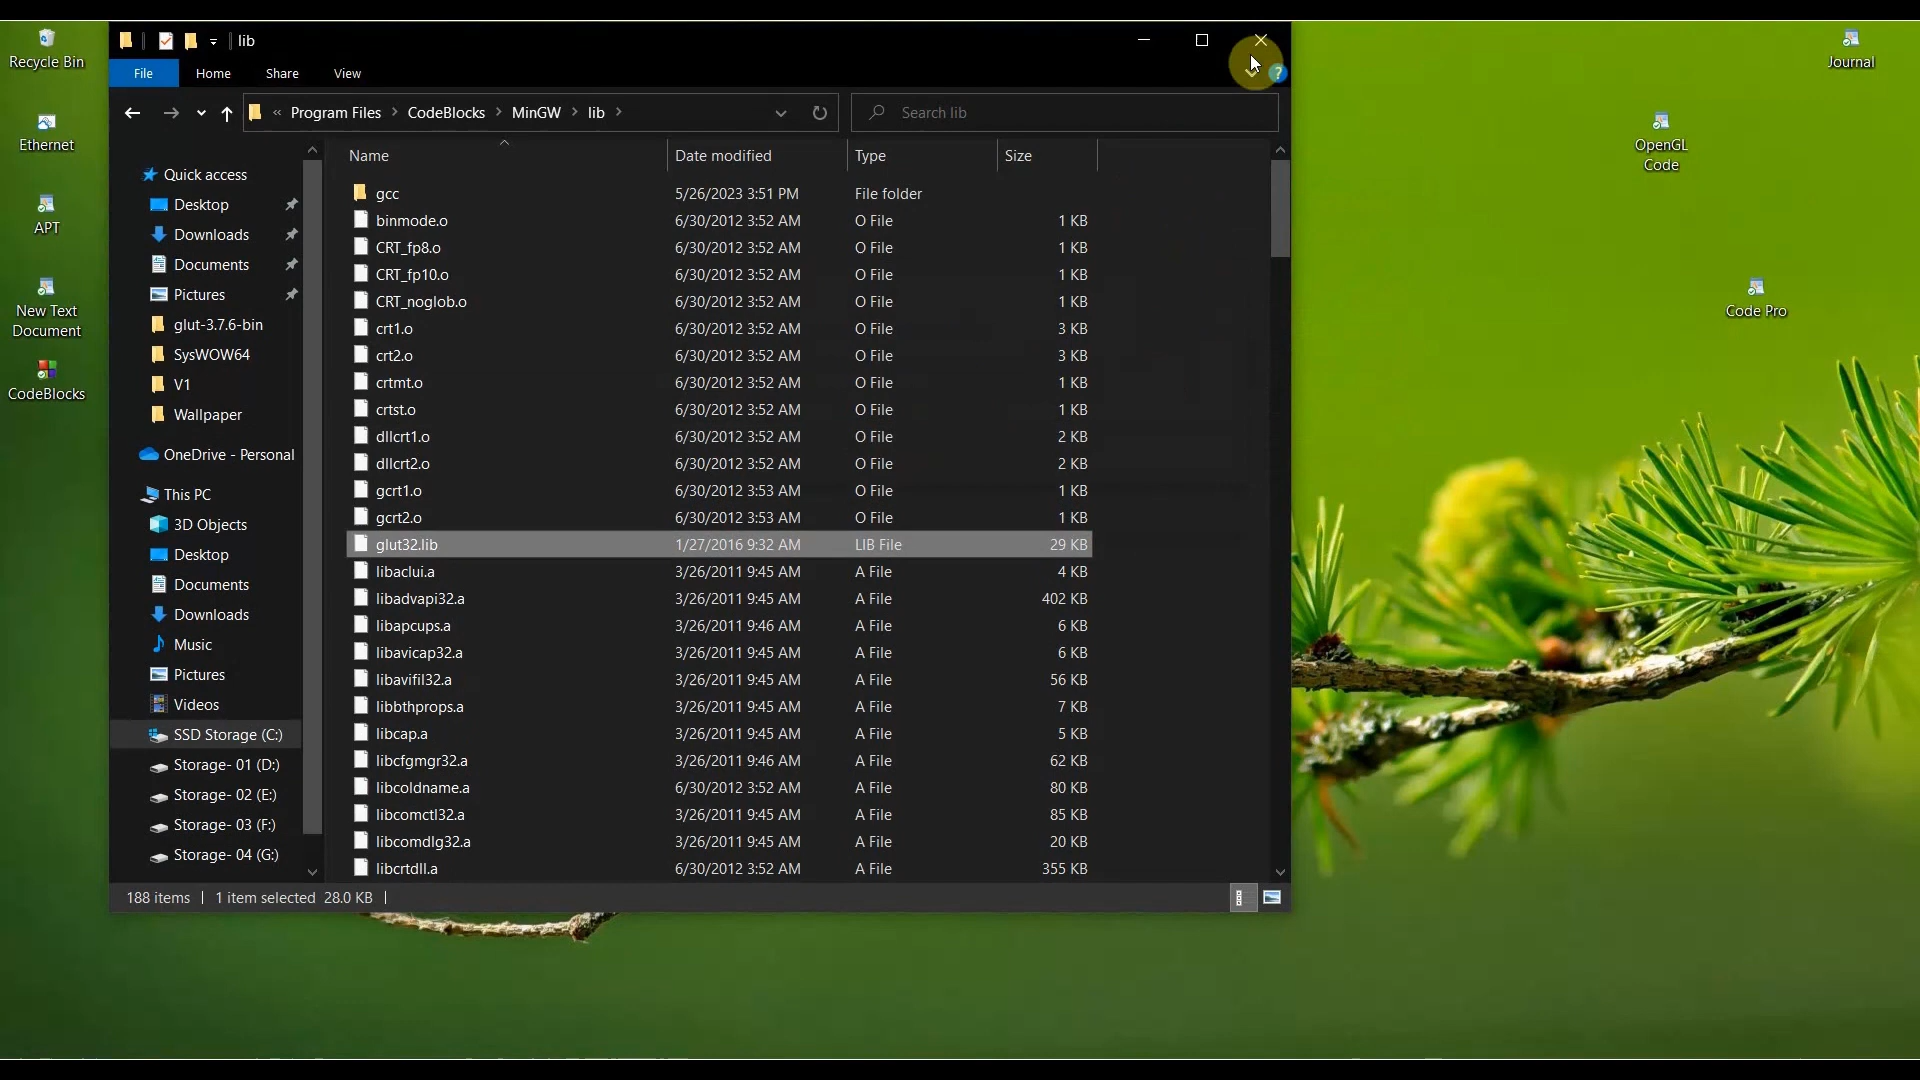 Recycle Bin
Ethernet
APT
New Text
Document
CodeBlocks
lib
File Home Share View
?
« Program Files > CodeBlocks > MinGW > lib >
Search lib
Quick access
Desktop
Downloads
Documents
Pictures
glut-3.7.6-bin
SysWOW64
V1
Wallpaper
OneDrive - Personal
This PC
3D Objects
Desktop
Documents
Downloads
Music
Pictures
Videos
SSD Storage (C:)
Storage- 01 (D:)
Storage- 02 (E:)
Storage- 03 (F:)
Storage- 04 (G:)
Name Date modified Type Size
gcc 5/26/2023 3:51 PM File folder
binmode.o 6/30/2012 3:52 AM O File 1 KB
CRT_fp8.o 6/30/2012 3:52 AM O File 1 KB
CRT_fp10.o 6/30/2012 3:52 AM O File 1 KB
CRT_noglob.o 6/30/2012 3:52 AM O File 1 KB
crt1.o 6/30/2012 3:52 AM O File 3 KB
crt2.o 6/30/2012 3:52 AM O File 3 KB
crtmt.o 6/30/2012 3:52 AM O File 1 KB
crtst.o 6/30/2012 3:52 AM O File 1 KB
dllcrt1.o 6/30/2012 3:52 AM O File 2 KB
dllcrt2.o 6/30/2012 3:52 AM O File 2 KB
gcrt1.o 6/30/2012 3:53 AM O File 1 KB
gcrt2.o 6/30/2012 3:53 AM O File 1 KB
glut32.lib 1/27/2016 9:32 AM LIB File 29 KB
libaclui.a 3/26/2011 9:45 AM A File 4 KB
libadvapi32.a 3/26/2011 9:45 AM A File 402 KB
libapcups.a 3/26/2011 9:46 AM A File 6 KB
libavicap32.a 3/26/2011 9:45 AM A File 6 KB
libavifil32.a 3/26/2011 9:45 AM A File 56 KB
libbthprops.a 3/26/2011 9:45 AM A File 7 KB
libcap.a 3/26/2011 9:45 AM A File 5 KB
libcfgmgr32.a 3/26/2011 9:46 AM A File 62 KB
libcoldname.a 6/30/2012 3:52 AM A File 80 KB
libcomctl32.a 3/26/2011 9:45 AM A File 85 KB
libcomdlg32.a 3/26/2011 9:45 AM A File 20 KB
libcrtdll.a 6/30/2012 3:52 AM A File 355 KB
188 items 1 item selected 28.0 KB
Journal
OpenGL
Code
Code Pro